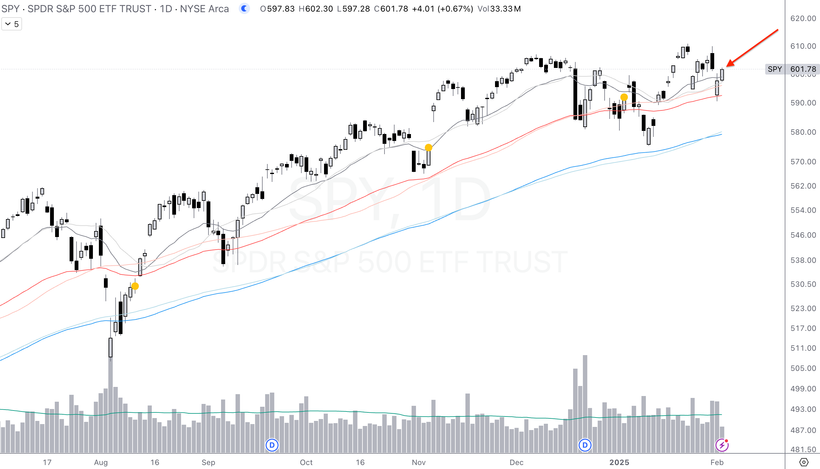 SPY · SPDR S&P 500 ETF TRUST · 1D · NYSE Arca O597.83 H602.30 L597.28 C601.78 +4.01 (+0.67%) Vol33.33M
5
SPY, 1D
SPDR S&P 500 ETF TRUST
620.00
610.00
SPY 601.78
600.00
590.00
580.00
570.00
562.00
554.00
546.00
538.00
530.50
523.50
517.00
511.00
505.00
499.00
493.00
487.00
481.50
D
D
17 Aug 16 Sep Oct 16 Nov Dec 2025 Feb